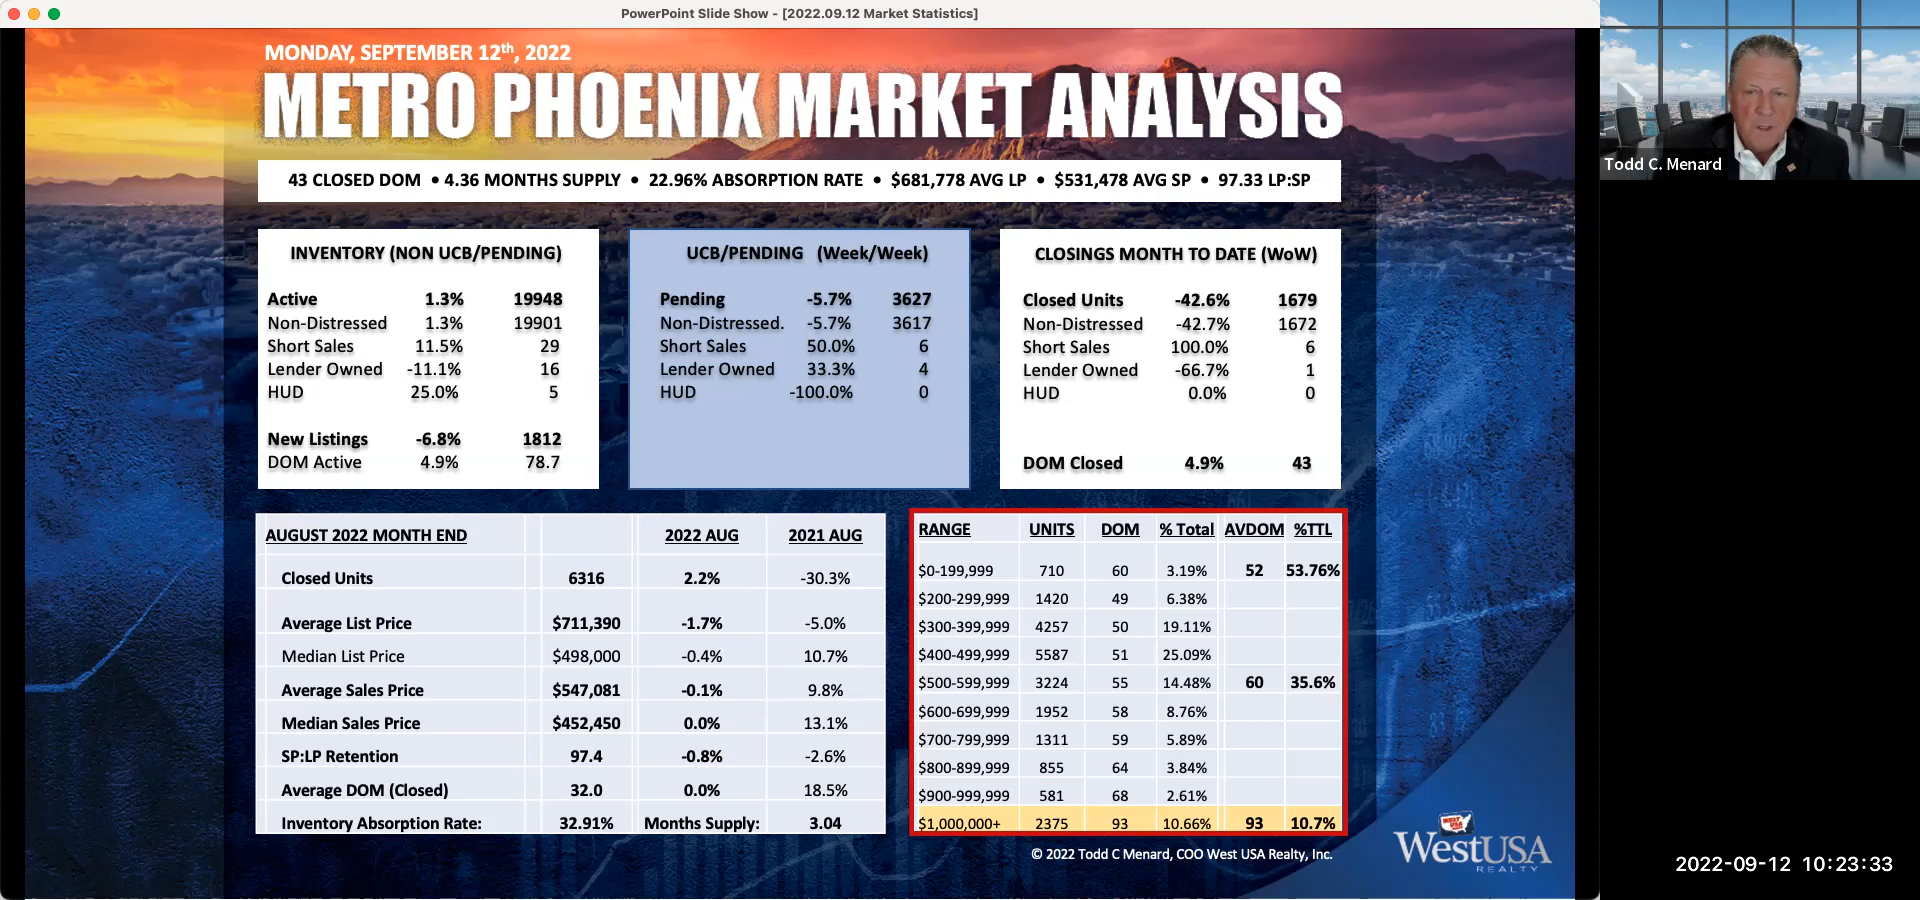 PowerPoint Slide Show - [2022.09.12 Market Statistics]
MONDAY, SEPTEMBER 12th, 2022
METRO PHOENIX MARKET ANALYSIS
43 CLOSED DOM • 4.36 MONTHS SUPPLY • 22.96% ABSORPTION RATE • $681,778 AVG LP • $531,478 AVG SP • 97.33 LP:SP
INVENTORY (NON UCB/PENDING)
Active 1.3% 19948
Non-Distressed 1.3% 19901
Short Sales 11.5% 29
Lender Owned -11.1% 16
HUD 25.0% 5
New Listings -6.8% 1812
DOM Active 4.9% 78.7
UCB/PENDING (Week/Week)
Pending -5.7% 3627
Non-Distressed. -5.7% 3617
Short Sales 50.0% 6
Lender Owned 33.3% 4
HUD -100.0% 0
CLOSINGS MONTH TO DATE (WoW)
Closed Units -42.6% 1679
Non-Distressed -42.7% 1672
Short Sales 100.0% 6
Lender Owned -66.7% 1
HUD 0.0% 0
DOM Closed 4.9% 43
AUGUST 2022 MONTH END 2022 AUG 2021 AUG
Closed Units 6316 2.2% -30.3%
Average List Price $711,390 -1.7% -5.0%
Median List Price $498,000 -0.4% 10.7%
Average Sales Price $547,081 -0.1% 9.8%
Median Sales Price $452,450 0.0% 13.1%
SP:LP Retention 97.4 -0.8% -2.6%
Average DOM (Closed) 32.0 0.0% 18.5%
Inventory Absorption Rate: 32.91% Months Supply: 3.04
RANGE UNITS DOM % Total AVDOM %TTL
$0-199,999 710 60 3.19% 52 53.76%
$200-299,999 1420 49 6.38%
$300-399,999 4257 50 19.11%
$400-499,999 5587 51 25.09%
$500-599,999 3224 55 14.48% 60 35.6%
$600-699,999 1952 58 8.76%
$700-799,999 1311 59 5.89%
$800-899,999 855 64 3.84%
$900-999,999 581 68 2.61%
$1,000,000+ 2375 93 10.66% 93 10.7%
© 2022 Todd C Menard, COO West USA Realty, Inc.
WEST USA
WestUSA
REALTY
Todd C. Menard
2022-09-12 10:23:33